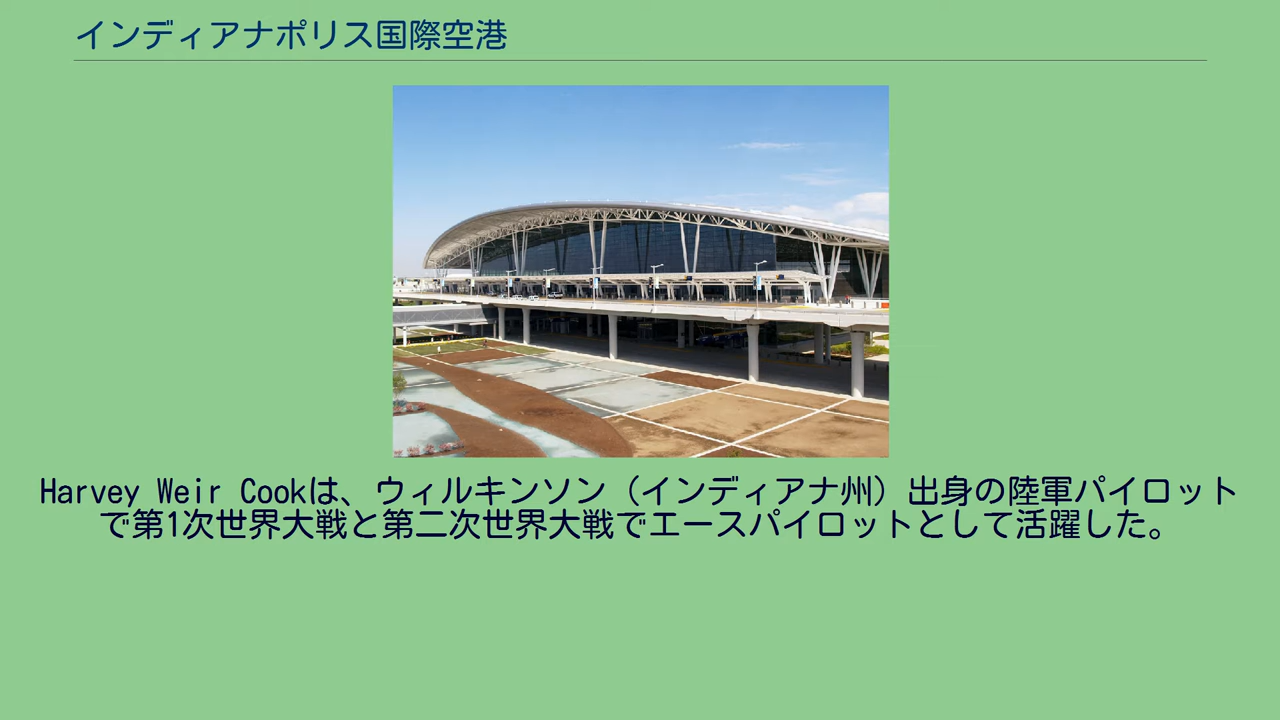 インディアナポリス国際空港
Harvey Weir Cookは、ウィルキンソン（インディアナ州）出身の陸軍パイロット
で第1次世界大戦と第二次世界大戦でエースパイロットとして活躍した。